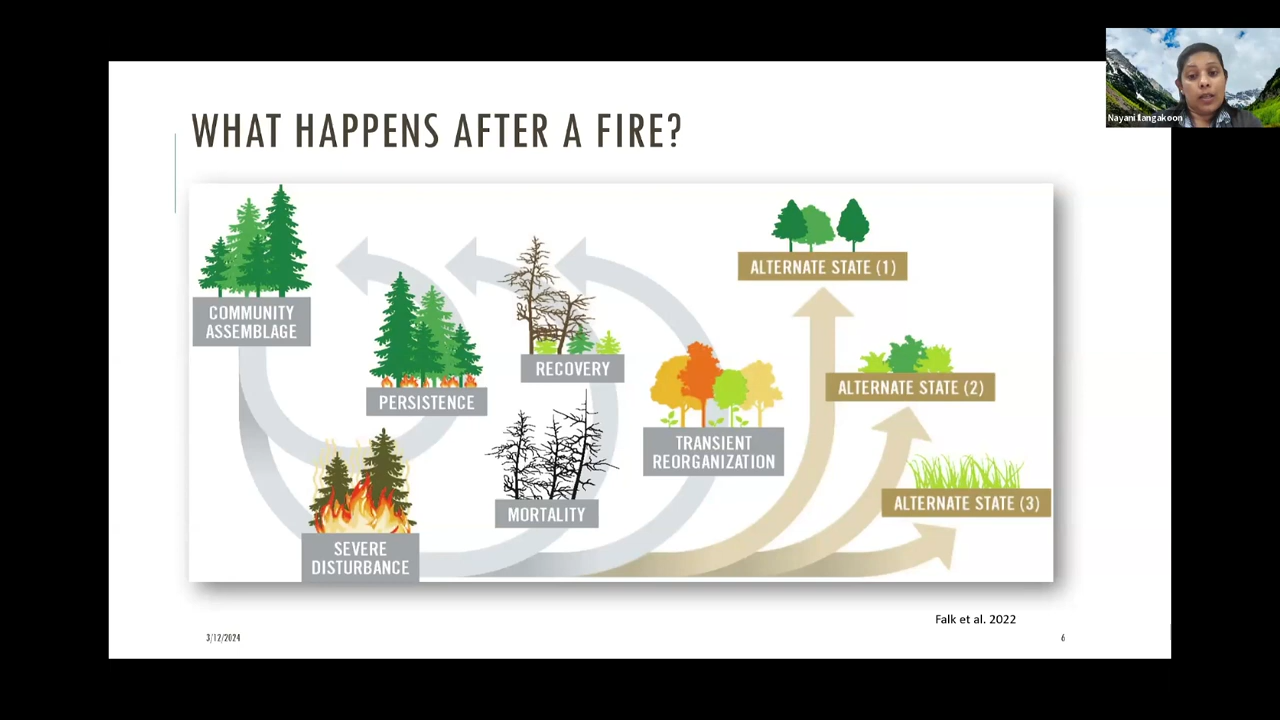 WHAT HAPPENS AFTER A FIRE?
COMMUNITY
ASSEMBLAGE
PERSISTENCE
SEVERE
DISTURBANCE
RECOVERY
MORTALITY
TRANSIENT
REORGANIZATION
ALTERNATE STATE (1)
ALTERNATE STATE (2)
ALTERNATE STATE (3)
Falk et al. 2022
3/12/2024
6
Nayani Ilangakoon